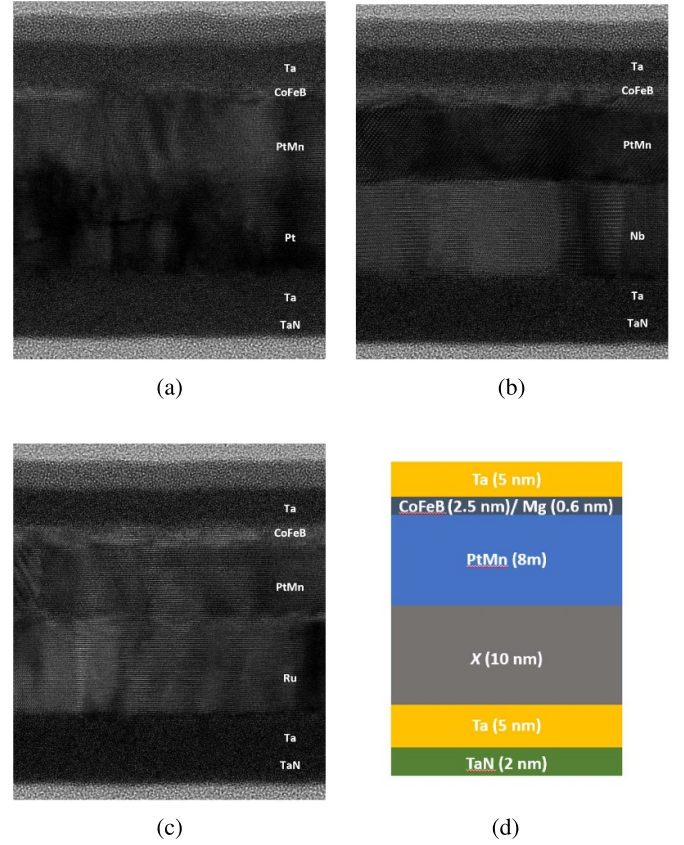 Ta
CoFeB
PtMn
Pt
Ta
TaN
(a)
Ta
CoFeB
PtMn
Nb
Ta
TaN
(b)
Ta
CoFeB
PtMn
Ru
Ta
TaN
(c)
Ta (5 nm)
CoFeB (2.5 nm)/ Mg (0.6 nm)
PtMn (8m)
X (10 nm)
Ta (5 nm)
TaN (2 nm)
(d)